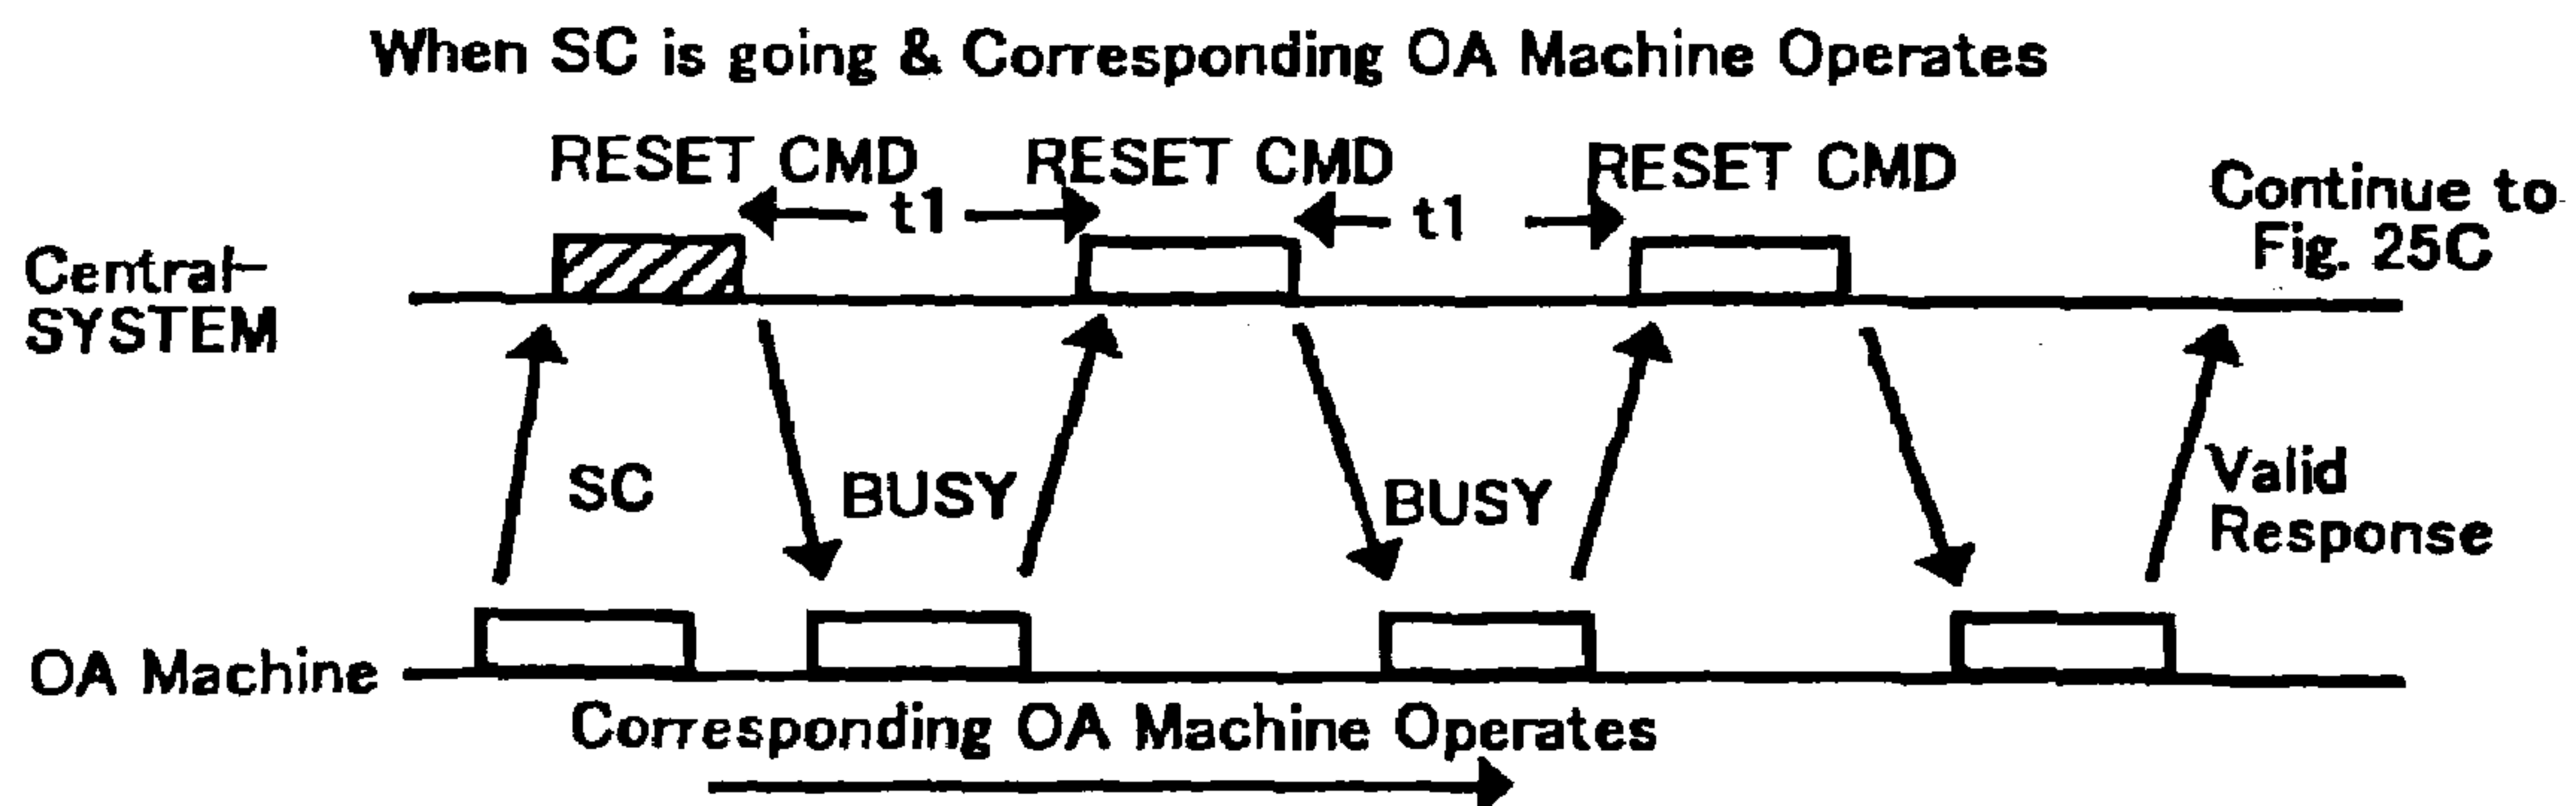 When SC is going & Corresponding OA Machine Operates
RESET CMD
RESET CMD
RESET CMD
t1
t1
Continue to
Fig. 25C
Central-
SYSTEM
SC
BUSY
BUSY
Valid
Response
OA Machine
Corresponding OA Machine Operates